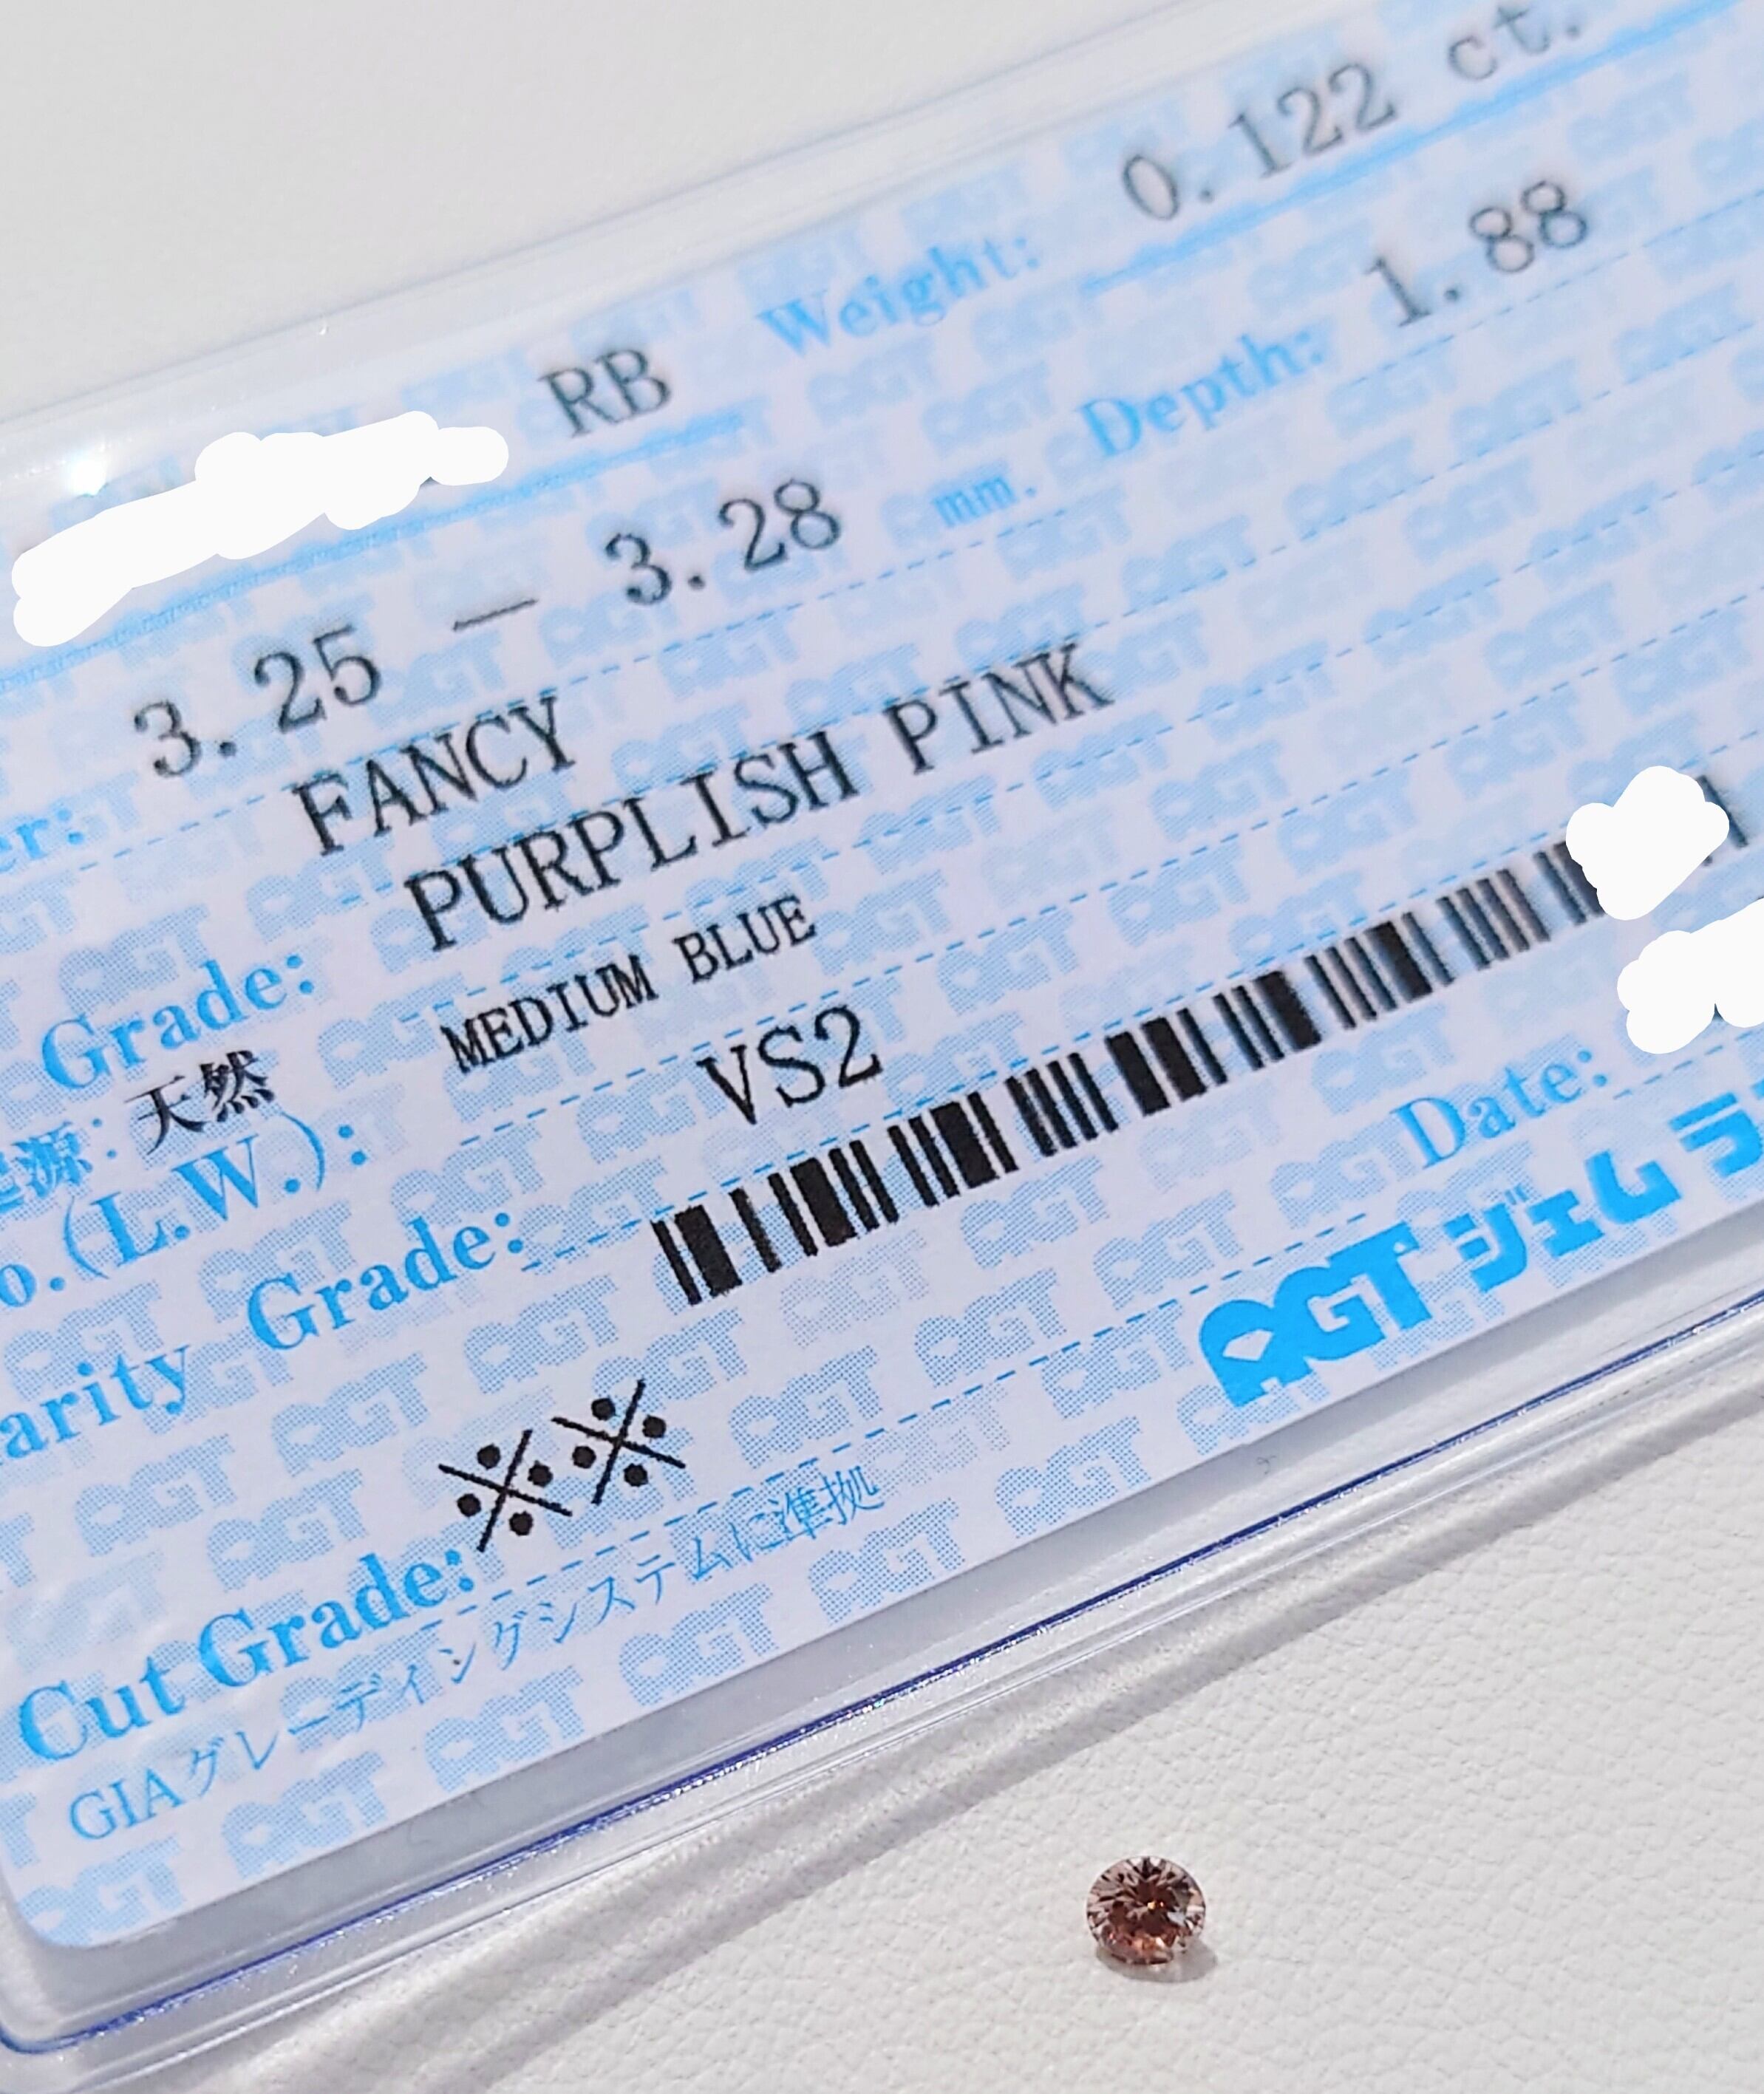 RB Weight: 0.122 ct.
3.25 － 3.28 mm. Depth: 1.88
er: FANCY
Grade: PURPLISH PINK
源: 天然
o.(L.W.): MEDIUM BLUE
arity Grade: VS2
Cut Grade: ※※
Date:
GIAグレーディングシステムに準拠
AGT ジェム ラ